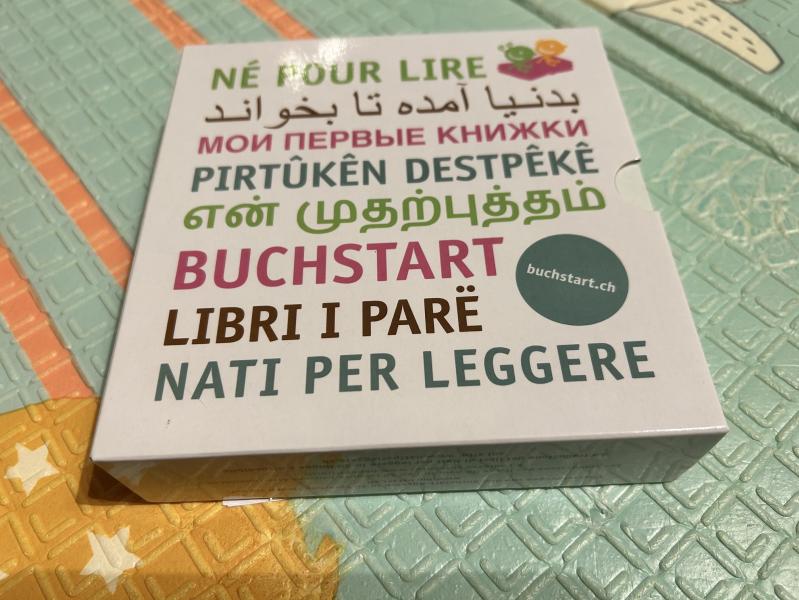 NÉ POUR LIRE
بدنیا آمده تا بخواند
МОИ ПЕРВЫЕ КНИЖКИ
PIRTÛKÊN DESTPÊKÊ
என் முதற்புத்தம்
BUCHSTART
buchstart.ch
LIBRI I PARË
NATI PER LEGGERE